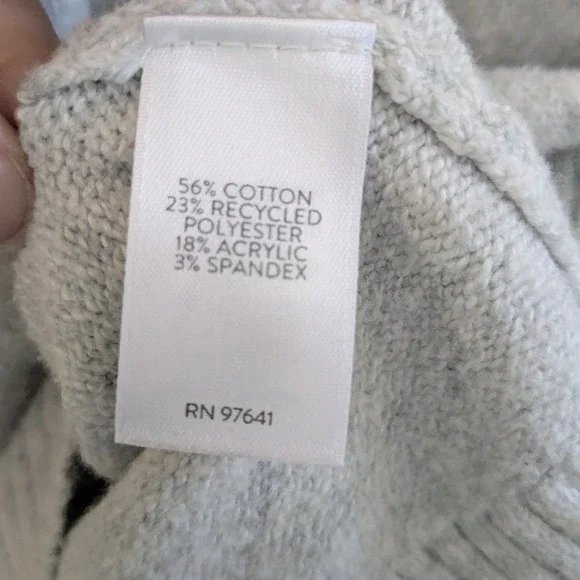 56% COTTON
23% RECYCLED
POLYESTER
18% ACRYLIC
3% SPANDEX
RN 97641